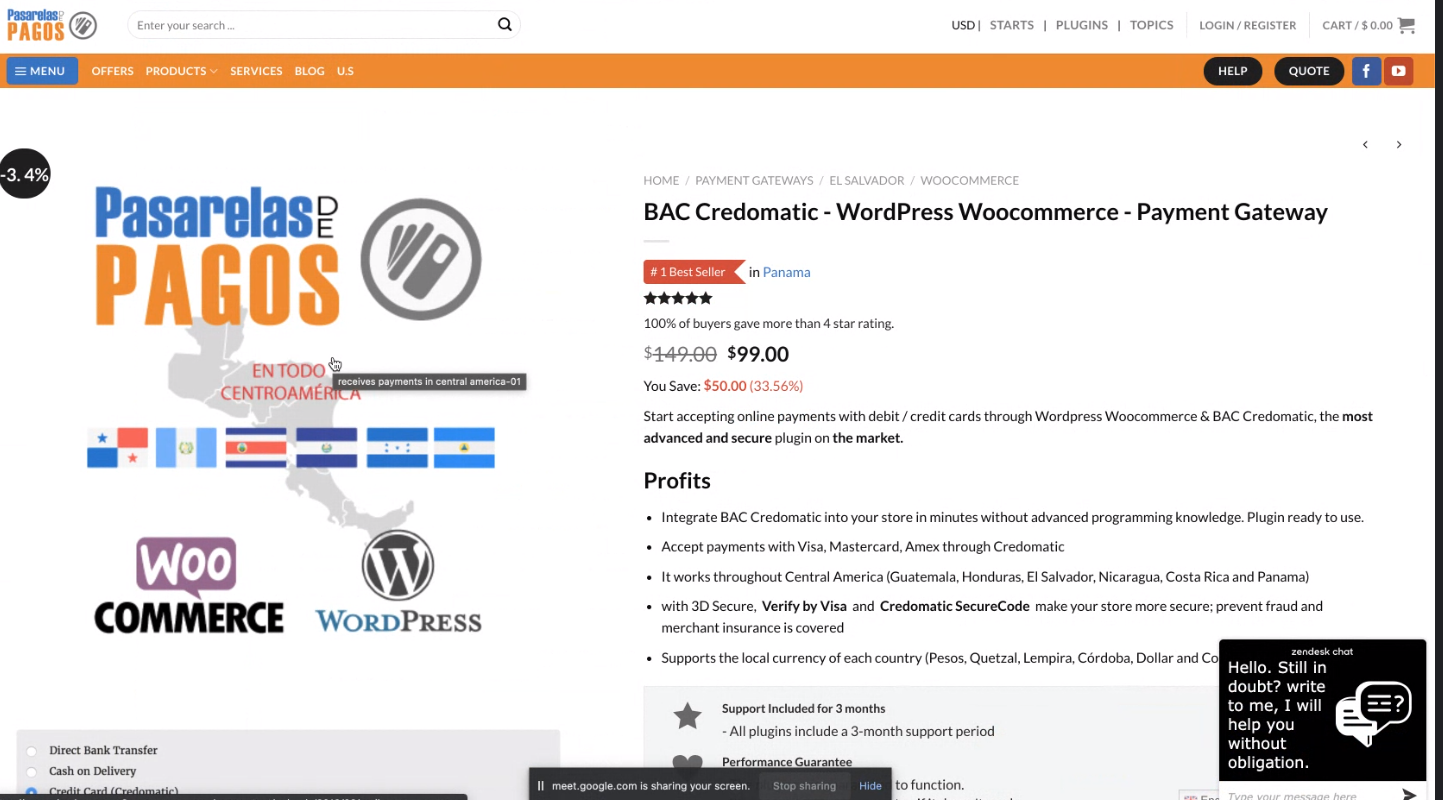 Pasarelas DE
PAGOS
Enter your search ...
USD | STARTS | PLUGINS | TOPICS
LOGIN / REGISTER
CART / $ 0.00
MENU
OFFERS
PRODUCTS
SERVICES
BLOG
U.S
HELP
QUOTE
-3. 4%
Pasarelas DE
PAGOS
EN TODO
CENTROAMÉRICA
receives payments in central america-01
WOO
COMMERCE
WORDPRESS
HOME / PAYMENT GATEWAYS / EL SALVADOR / WOOCOMMERCE
BAC Credomatic - WordPress Woocommerce - Payment Gateway
# 1 Best Seller in Panama
100% of buyers gave more than 4 star rating.
$149.00 $99.00
You Save: $50.00 (33.56%)
Start accepting online payments with debit / credit cards through Wordpress Woocommerce & BAC Credomatic, the most
advanced and secure plugin on the market.
Profits
Integrate BAC Credomatic into your store in minutes without advanced programming knowledge. Plugin ready to use.
Accept payments with Visa, Mastercard, Amex through Credomatic
It works throughout Central America (Guatemala, Honduras, El Salvador, Nicaragua, Costa Rica and Panama)
with 3D Secure, Verify by Visa and Credomatic SecureCode make your store more secure; prevent fraud and
merchant insurance is covered
Supports the local currency of each country (Pesos, Quetzal, Lempira, Córdoba, Dollar and Co
Support Included for 3 months
- All plugins include a 3-month support period
Performance Guarantee
to function.
Direct Bank Transfer
Cash on Delivery
Credit Card (Credomatic)
meet.google.com is sharing your screen.
Stop sharing
Hide
zendesk chat
Hello. Still in
doubt? write
to me, I will
help you
without
obligation.
Type your message here